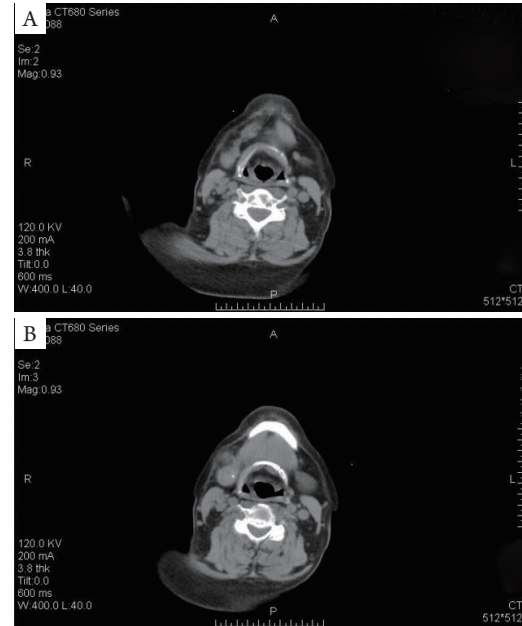 A
a CT680 Series
088
A
Se:2
Im:2
Mag:0.93
R
L
120.0 KV
200 mA
3.8 thk
Tilt:0.0
600 ms
W:400.0 L:40.0
P
CT
512*512
B
a CT680 Series
088
A
Se:2
Im:3
Mag:0.93
R
L
120.0 KV
200 mA
3.8 thk
Tilt:0.0
600 ms
W:400.0 L:40.0
P
CT
512*512